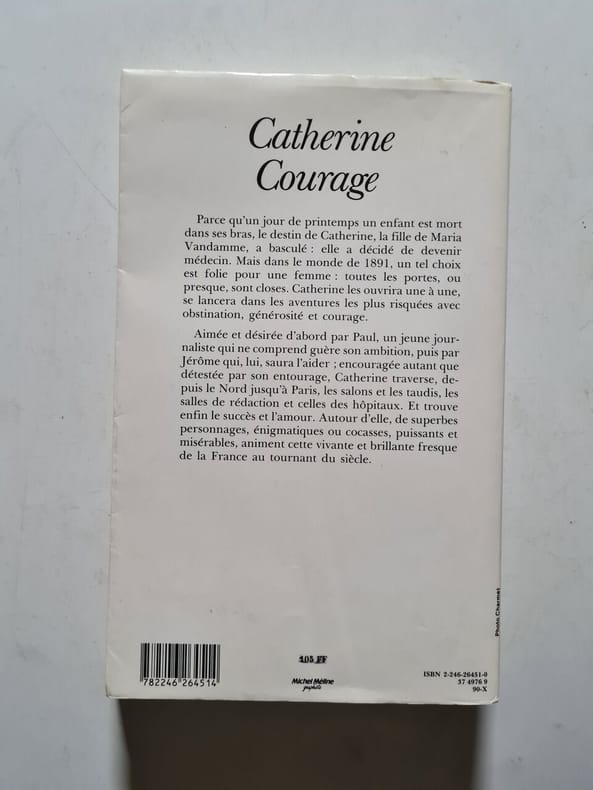 Catherine
Courage
Parce qu'un jour de printemps un enfant est mort
dans ses bras, le destin de Catherine, la fille de Maria
Vandamme, a basculé : elle a décidé de devenir
médecin. Mais dans le monde de 1891, un tel choix
est folie pour une femme : toutes les portes, ou
presque, sont closes. Catherine les ouvrira une à une,
se lancera dans les aventures les plus risquées avec
obstination, générosité et courage.
Aimée et désirée d'abord par Paul, un jeune jour-
naliste qui ne comprend guère son ambition, puis par
Jérôme qui, lui, saura l'aider ; encouragée autant que
détestée par son entourage, Catherine traverse, de-
puis le Nord jusqu'à Paris, les salons et les taudis, les
salles de rédaction et celles des hôpitaux. Et trouve
enfin le succès et l'amour. Autour d'elle, de superbes
personnages, énigmatiques ou cocasses, puissants et
misérables, animent cette vivante et brillante fresque
de la France au tournant du siècle.
Photo Charmet
782246 264514
105 FF
Michel Méline
graphiste
ISBN 2-246-26451-0
37 4976 9
90-X